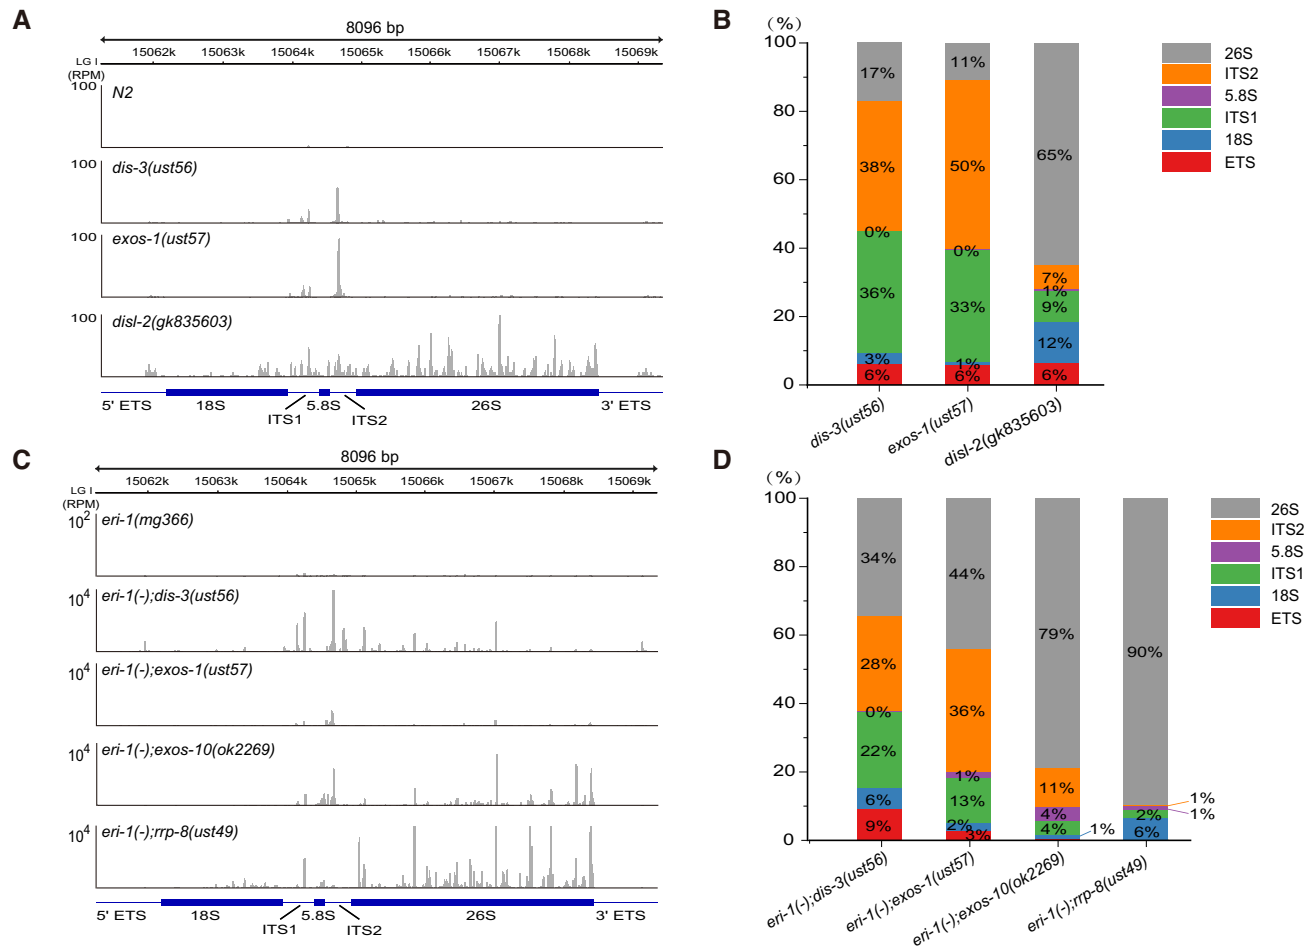 A
8096 bp
15062k 15063k 15064k 15065k 15066k 15067k 15068k 15069k
LG I
(RPM)
100
N2
100
dis-3(ust56)
100
exos-1(ust57)
100
disl-2(gk835603)
5' ETS 18S ITS1 5.8S ITS2 26S 3' ETS
B
(%)
100
80
60
40
20
0
17%
38%
0%
36%
3%
6%
11%
50%
0%
33%
1%
6%
65%
7%
1%
9%
12%
6%
dis-3(ust56)
exos-1(ust57)
disl-2(gk835603)
26S
ITS2
5.8S
ITS1
18S
ETS
C
8096 bp
15062k 15063k 15064k 15065k 15066k 15067k 15068k 15069k
LG I
(RPM)
10²
eri-1(mg366)
10⁴
eri-1(-);dis-3(ust56)
10⁴
eri-1(-);exos-1(ust57)
10⁴
eri-1(-);exos-10(ok2269)
10⁴
eri-1(-);rrp-8(ust49)
5' ETS 18S ITS1 5.8S ITS2 26S 3' ETS
D
(%)
100
80
60
40
20
0
34%
28%
0%
22%
6%
9%
44%
36%
1%
13%
2%
3%
79%
11%
4%
4%
1%
90%
1%
1%
2%
6%
eri-1(-);dis-3(ust56)
eri-1(-);exos-1(ust57)
eri-1(-);exos-10(ok2269)
eri-1(-);rrp-8(ust49)
26S
ITS2
5.8S
ITS1
18S
ETS